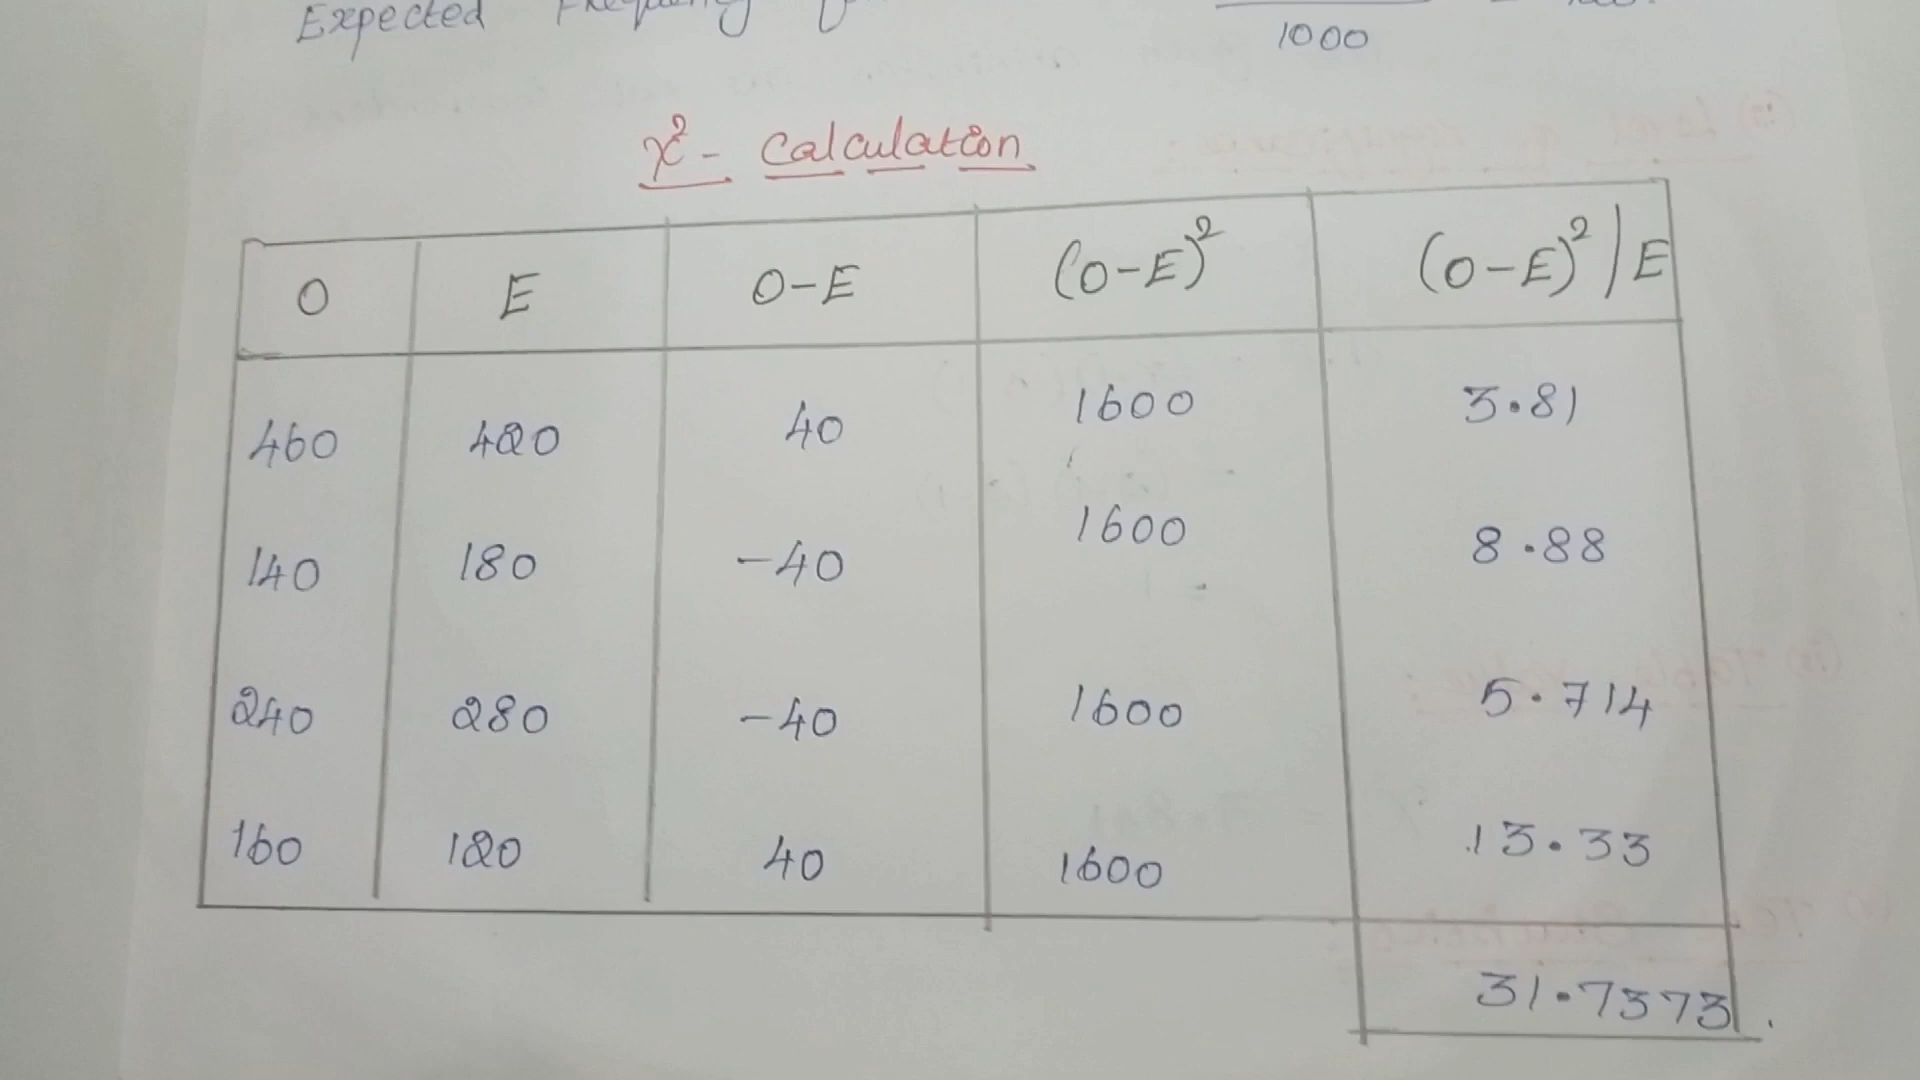 Expected Frequency
1000
χ² - Calculation
O E O-E (O-E)² (O-E)²/E
460 420 40 1600 3.81
140 180 -40 1600 8.88
240 280 -40 1600 5.714
160 120 40 1600 13.33
31.7373.